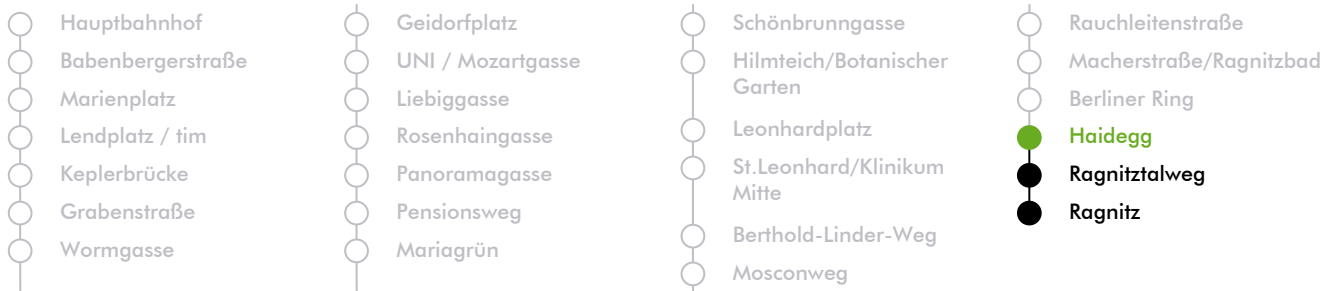 Hauptbahnhof
Babenbergerstraße
Marienplatz
Lendplatz / tim
Keplerbrücke
Grabenstraße
Wormgasse
Geidorfplatz
UNI / Mozartgasse
Liebiggasse
Rosenhaingasse
Panoramagasse
Pensionsweg
Mariagrün
Schönbrunngasse
Hilmteich/Botanischer
Garten
Leonhardplatz
St.Leonhard/Klinikum
Mitte
Berthold-Linder-Weg
Mosconweg
Rauchleitenstraße
Macherstraße/Ragnitzbad
Berliner Ring
Haidegg
Ragnitztalweg
Ragnitz